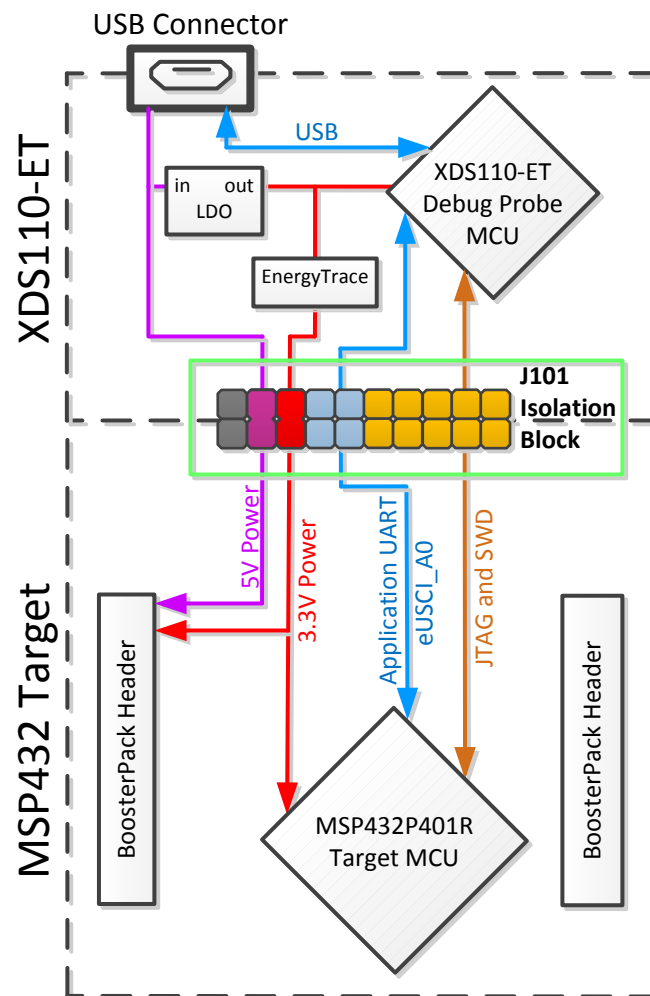 USB Connector
XDS110-ET
USB
in out
LDO
XDS110-ET
Debug Probe
MCU
EnergyTrace
J101
Isolation
Block
MSP432 Target
5V Power
3.3V Power
Application UART
eUSCI_A0
JTAG and SWD
BoosterPack Header
BoosterPack Header
MSP432P401R
Target MCU